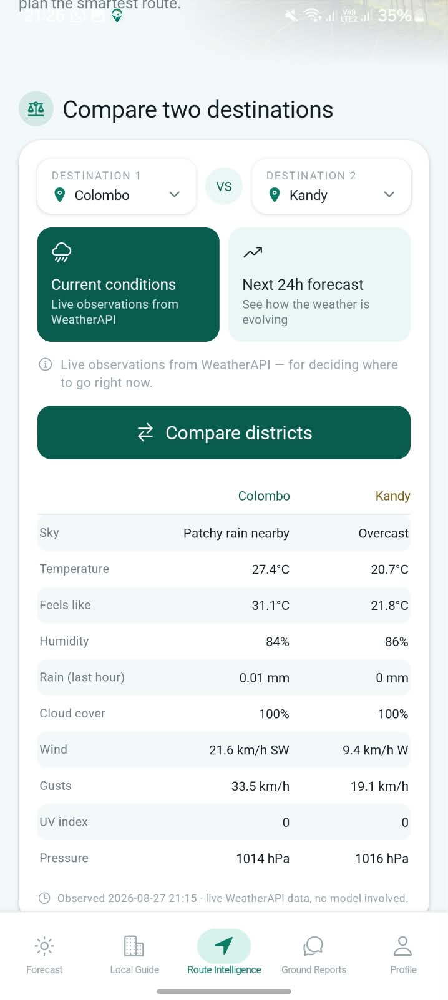 plan the smartest route.
21:26
Vo))
LTE2
35%
Compare two destinations
DESTINATION 1
Colombo
VS
DESTINATION 2
Kandy
Current conditions
Live observations from
WeatherAPI
Next 24h forecast
See how the weather is
evolving
Live observations from WeatherAPI — for deciding where
to go right now.
Compare districts
Colombo Kandy
Sky Patchy rain nearby Overcast
Temperature 27.4°C 20.7°C
Feels like 31.1°C 21.8°C
Humidity 84% 86%
Rain (last hour) 0.01 mm 0 mm
Cloud cover 100% 100%
Wind 21.6 km/h SW 9.4 km/h W
Gusts 33.5 km/h 19.1 km/h
UV index 0 0
Pressure 1014 hPa 1016 hPa
Observed 2026-08-27 21:15 · live WeatherAPI data, no model involved.
Forecast
Local Guide
Route Intelligence
Ground Reports
Profile